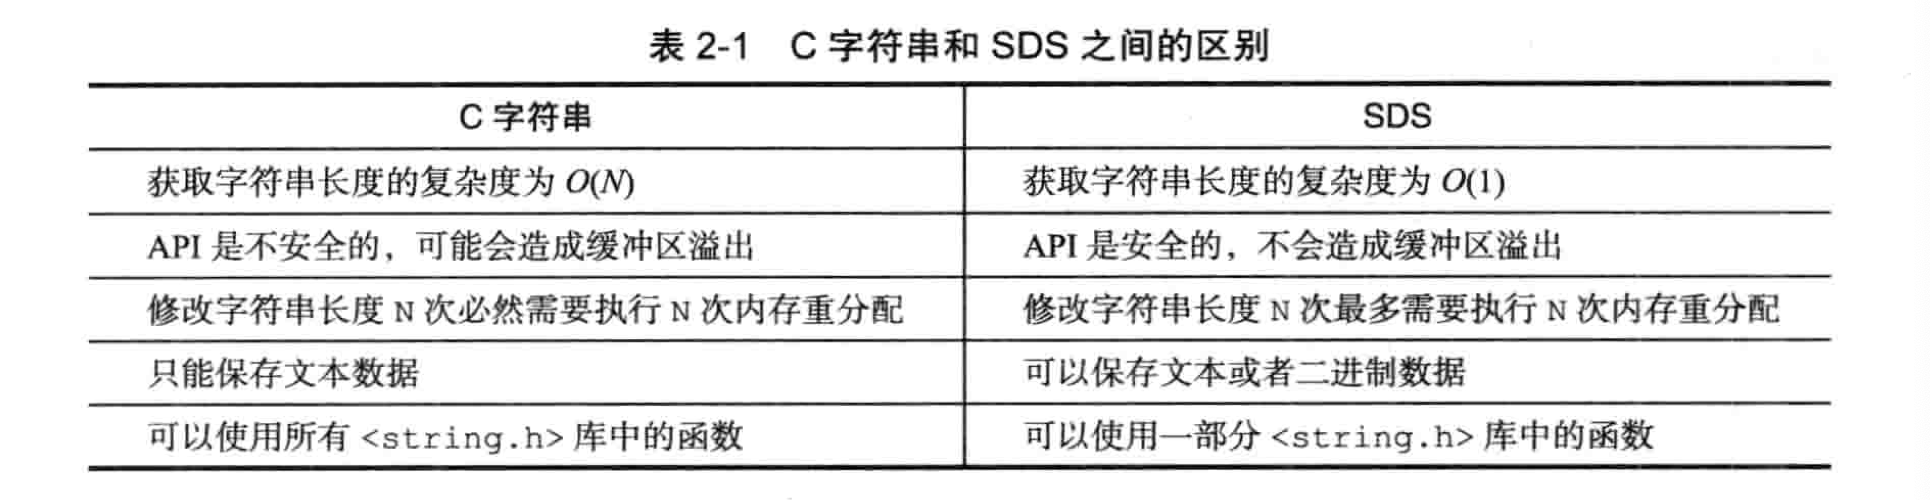 表 2-1 C 字符串和 SDS 之间的区别
C 字符串 SDS
获取字符串长度的复杂度为 O(N) 获取字符串长度的复杂度为 O(1)
API 是不安全的，可能会造成缓冲区溢出 API 是安全的，不会造成缓冲区溢出
修改字符串长度 N 次必然需要执行 N 次内存重分配 修改字符串长度 N 次最多需要执行 N 次内存重分配
只能保存文本数据 可以保存文本或者二进制数据
可以使用所有 <string.h> 库中的函数 可以使用一部分 <string.h> 库中的函数